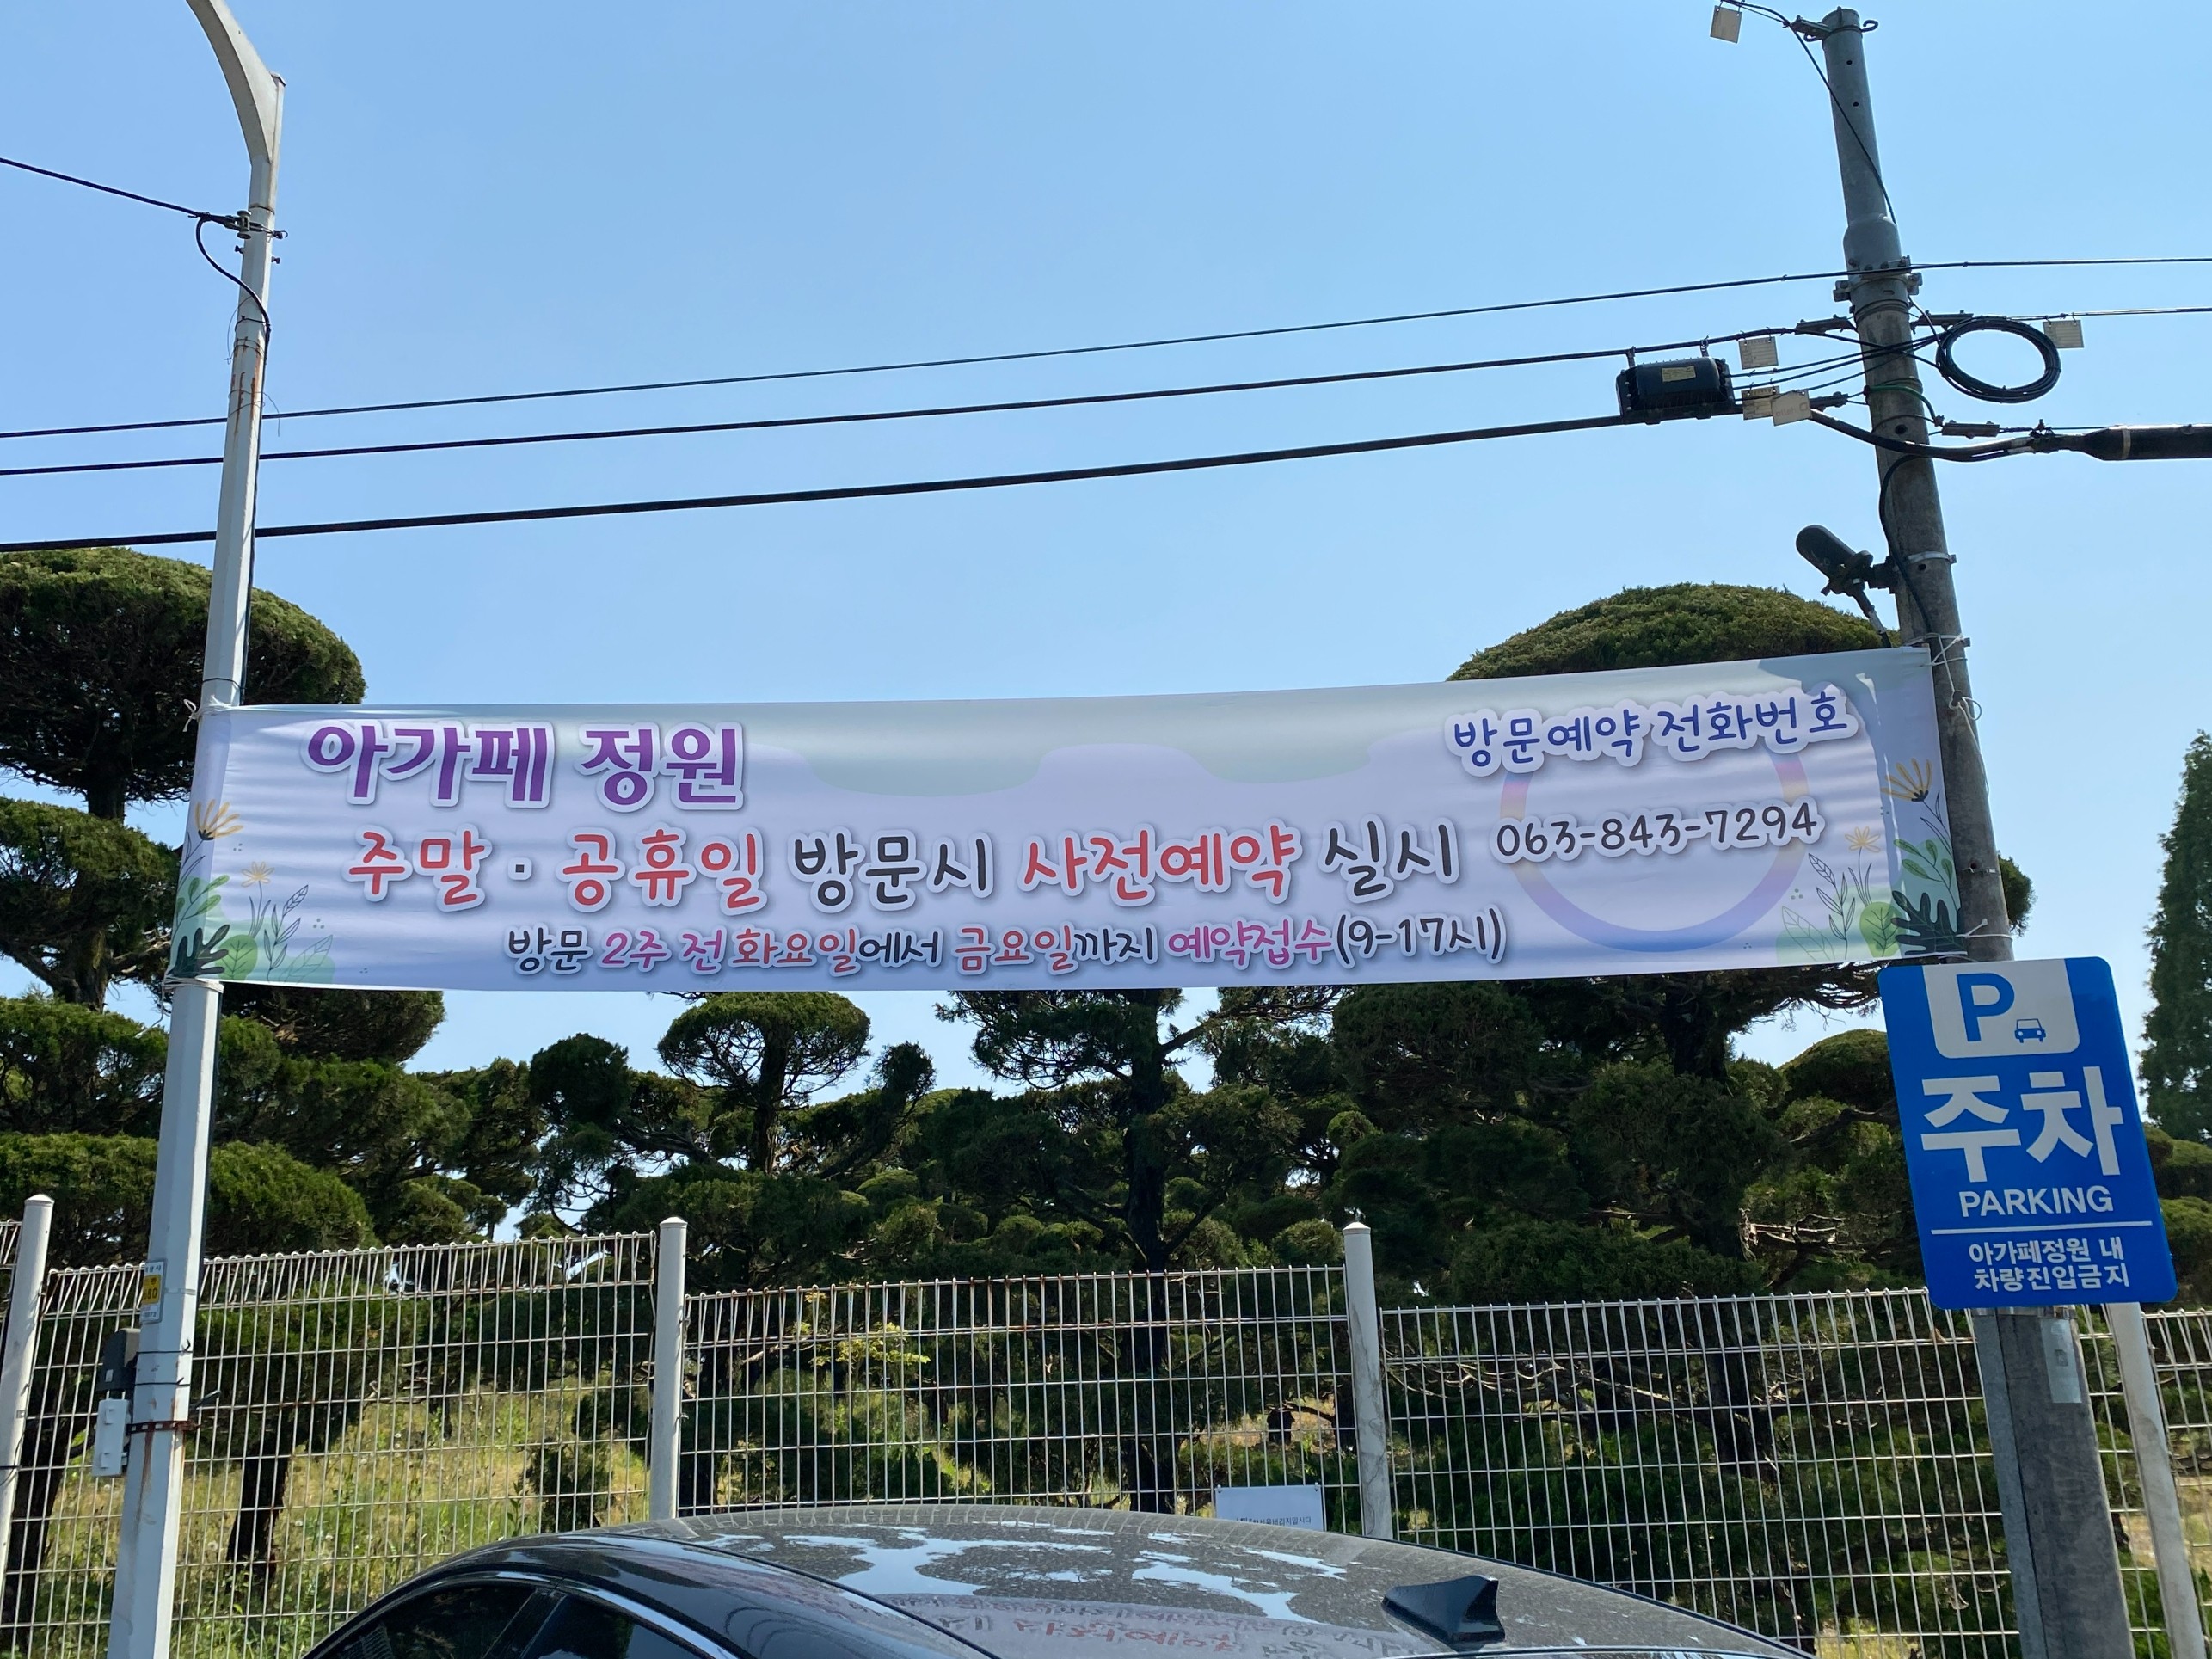 아가페 정원
주말 · 공휴일 방문시 사전예약 실시
방문 2주 전 화요일에서 금요일까지 예약접수(9-17시)
방문예약 전화번호
063-843-7294
P
주차
PARKING
아가페정원 내
차량진입금지